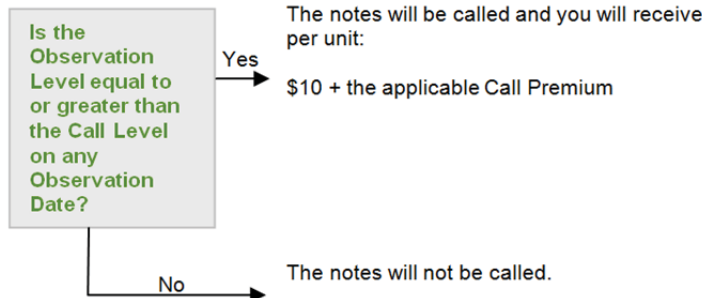 Is the
Observation
Level equal to
or greater than
the Call Level
on any
Observation
Date?
Yes
The notes will be called and you will receive
per unit:
$10 + the applicable Call Premium
No
The notes will not be called.